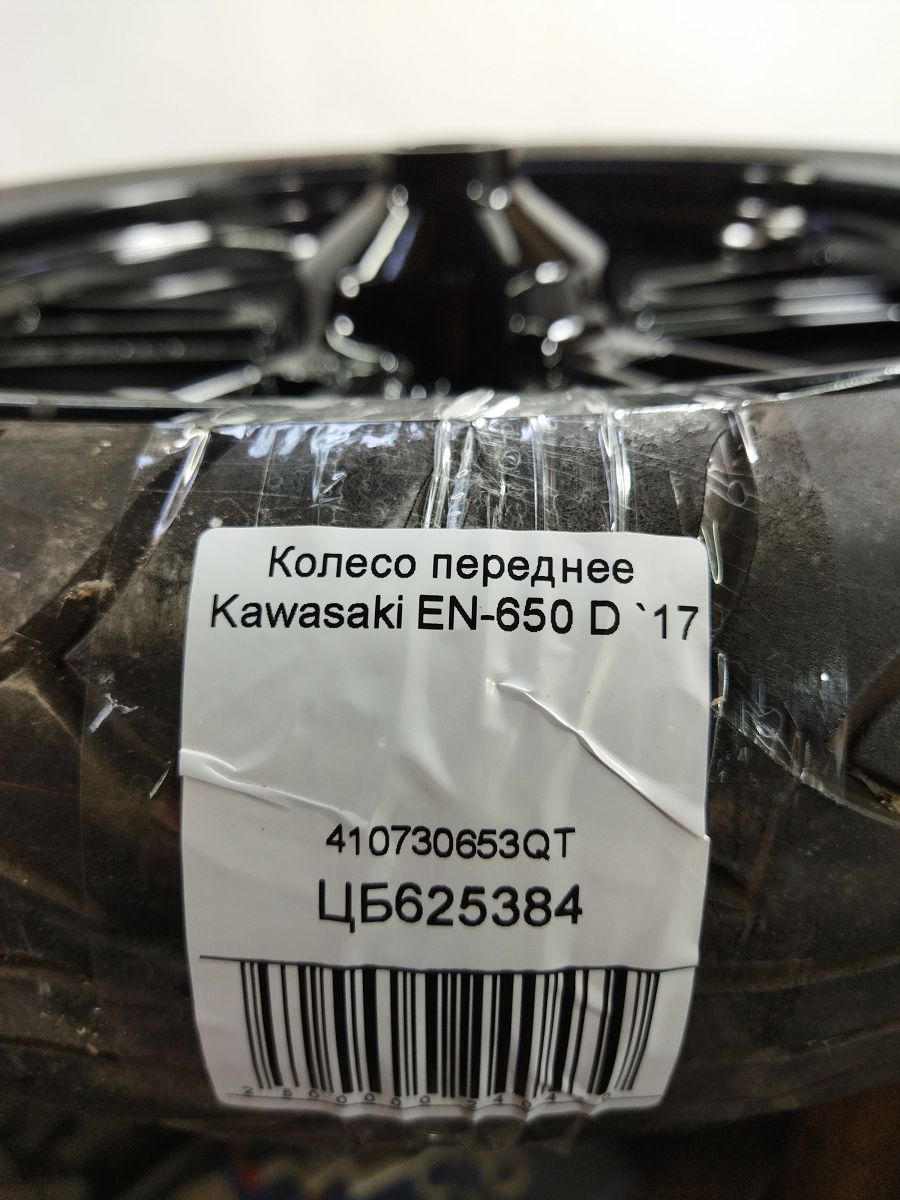 Колесо переднее
Kawasaki EN-650 D `17
410730653QT
ЦБ625384